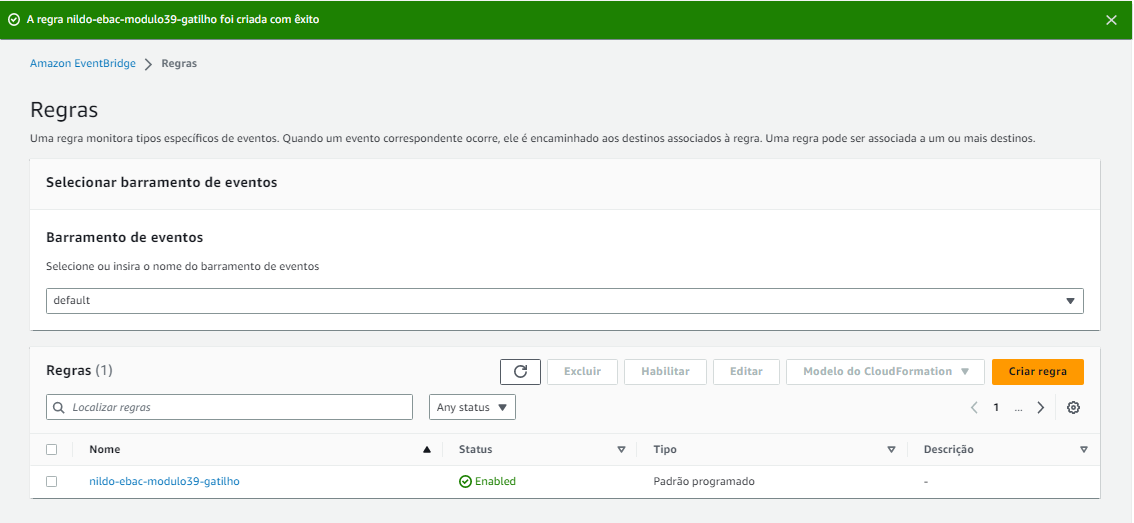 A regra nildo-ebac-modulo39-gatilho foi criada com êxito
Amazon EventBridge
Regras
Regras
Uma regra monitora tipos específicos de eventos. Quando um evento correspondente ocorre, ele é encaminhado aos destinos associados à regra. Uma regra pode ser associada a um ou mais destinos.
Selecionar barramento de eventos
Barramento de eventos
Selecione ou insira o nome do barramento de eventos
default
Regras (1)
Excluir
Habilitar
Editar
Modelo do CloudFormation
Criar regra
Localizar regras
Any status
1 ...
Nome Status Tipo Descrição
nildo-ebac-modulo39-gatilho Enabled Padrão programado -